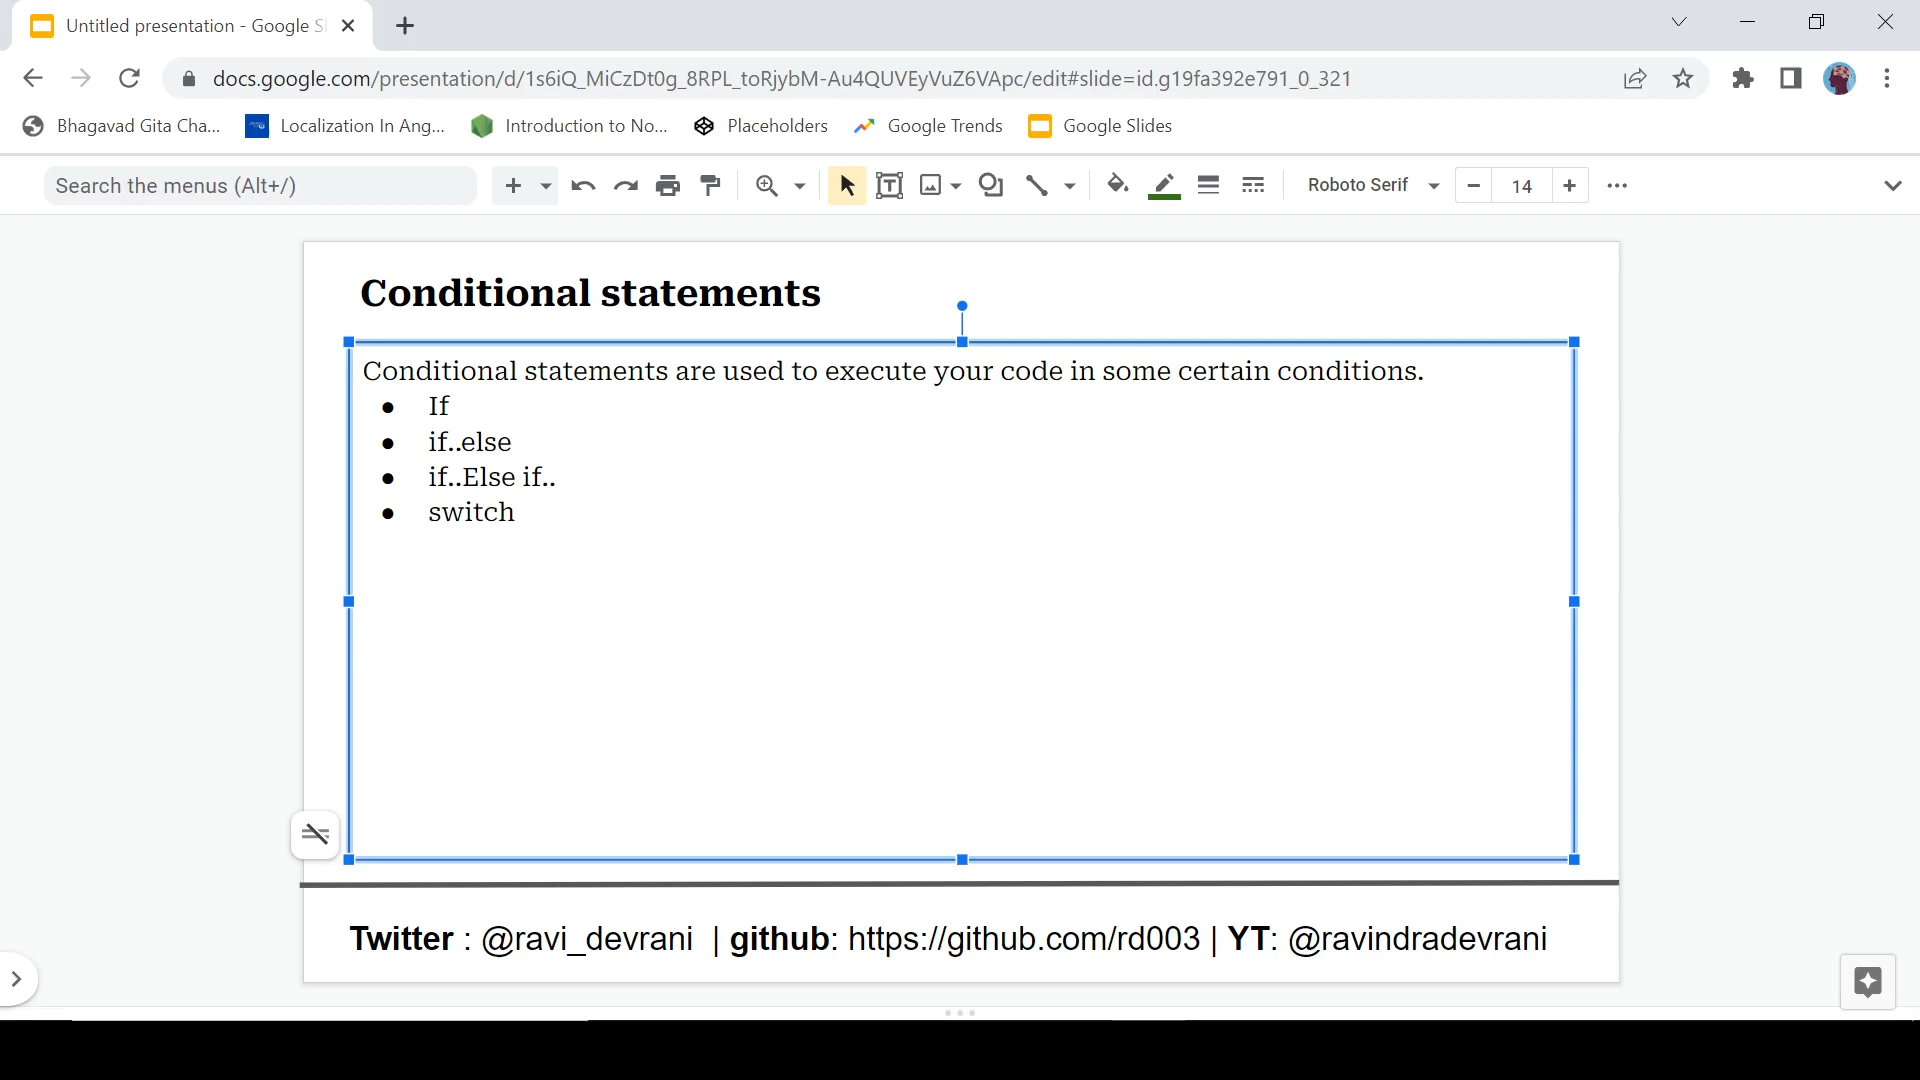 Untitled presentation - Google Sl
docs.google.com/presentation/d/1s6iQ_MiCzDt0g_8RPL_toRjybM-Au4QUVEyVuZ6VApc/edit#slide=id.g19fa392e791_0_321
Bhagavad Gita Cha... Localization In Ang... Introduction to No... Placeholders Google Trends Google Slides
Search the menus (Alt+/) Roboto Serif 14
Conditional statements
Conditional statements are used to execute your code in some certain conditions.
● If
● if..else
● if..Else if..
● switch
Twitter : @ravi_devrani | github: https://github.com/rd003 | YT: @ravindradevrani